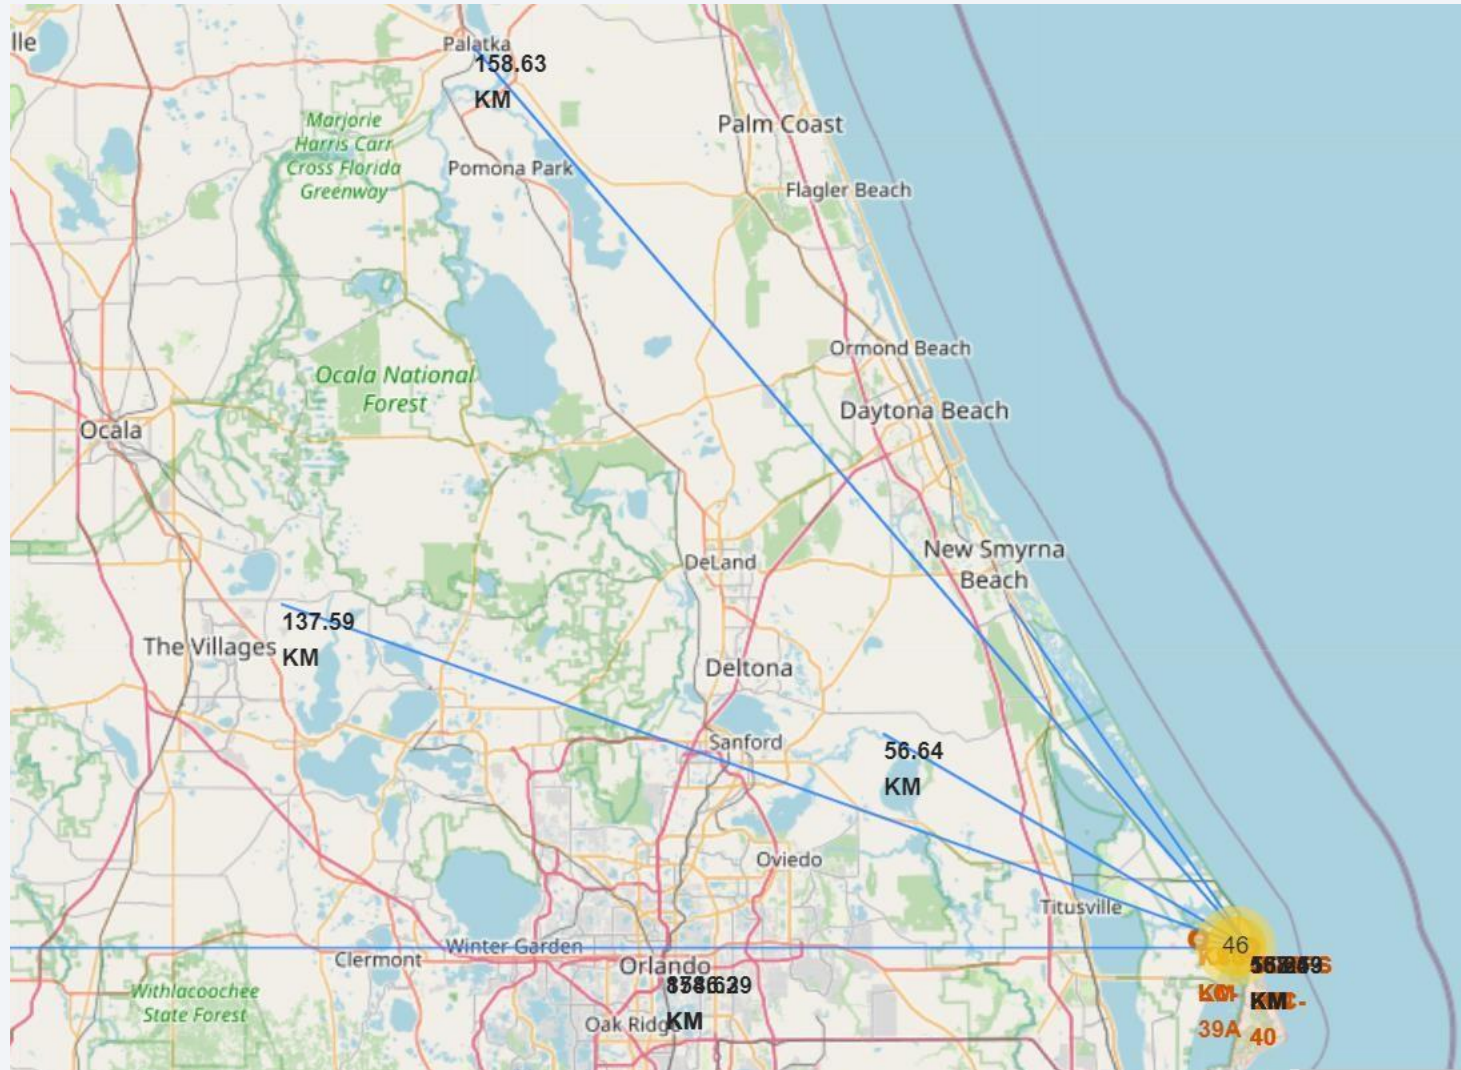 lle
Palatka
158.63
KM
Marjorie
Harris Carr
Cross Florida
Greenway
Palm Coast
Pomona Park
Flagler Beach
Ormond Beach
Ocala National
Forest
Daytona Beach
Ocala
New Smyrna
Beach
DeLand
137.59
KM
The Villages
Deltona
Sanford
56.64
KM
Oviedo
Titusville
46
Winter Garden
Clermont
Orlando
Withlacoochee
State Forest
Oak Ridge
KM
KM
39A
40